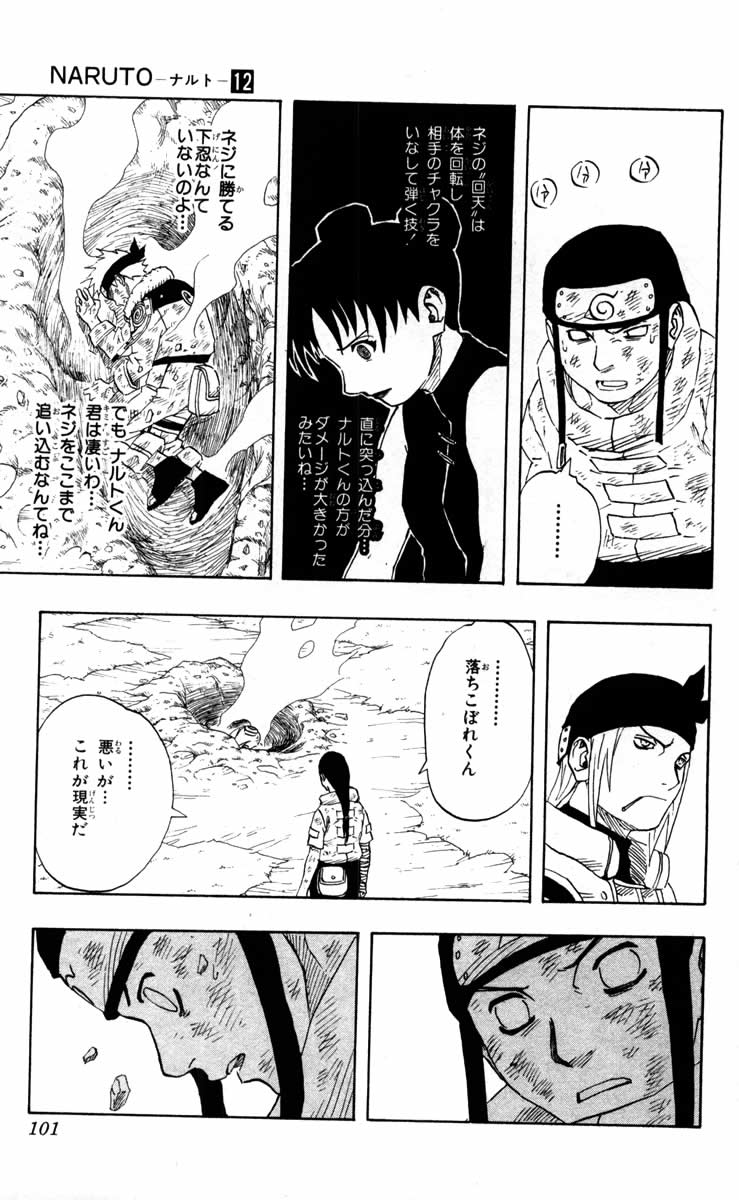 NARUTO—ナルト—12
分
分
分
…………
ネジの〝回天〟は
体を回転し
相手のチャクラを
いなして弾く技！
直に突っ込んだ分…
ナルトくんの方が
ダメージが大きかった
みたいね…
ネジに勝てる
下忍なんて
いないのよ…
でも ナルトくん
君は凄いわ…
ネジをここまで
追い込むなんてね…
…………
落ちこぼれくん
…………
悪いが…
これが現実だ
101